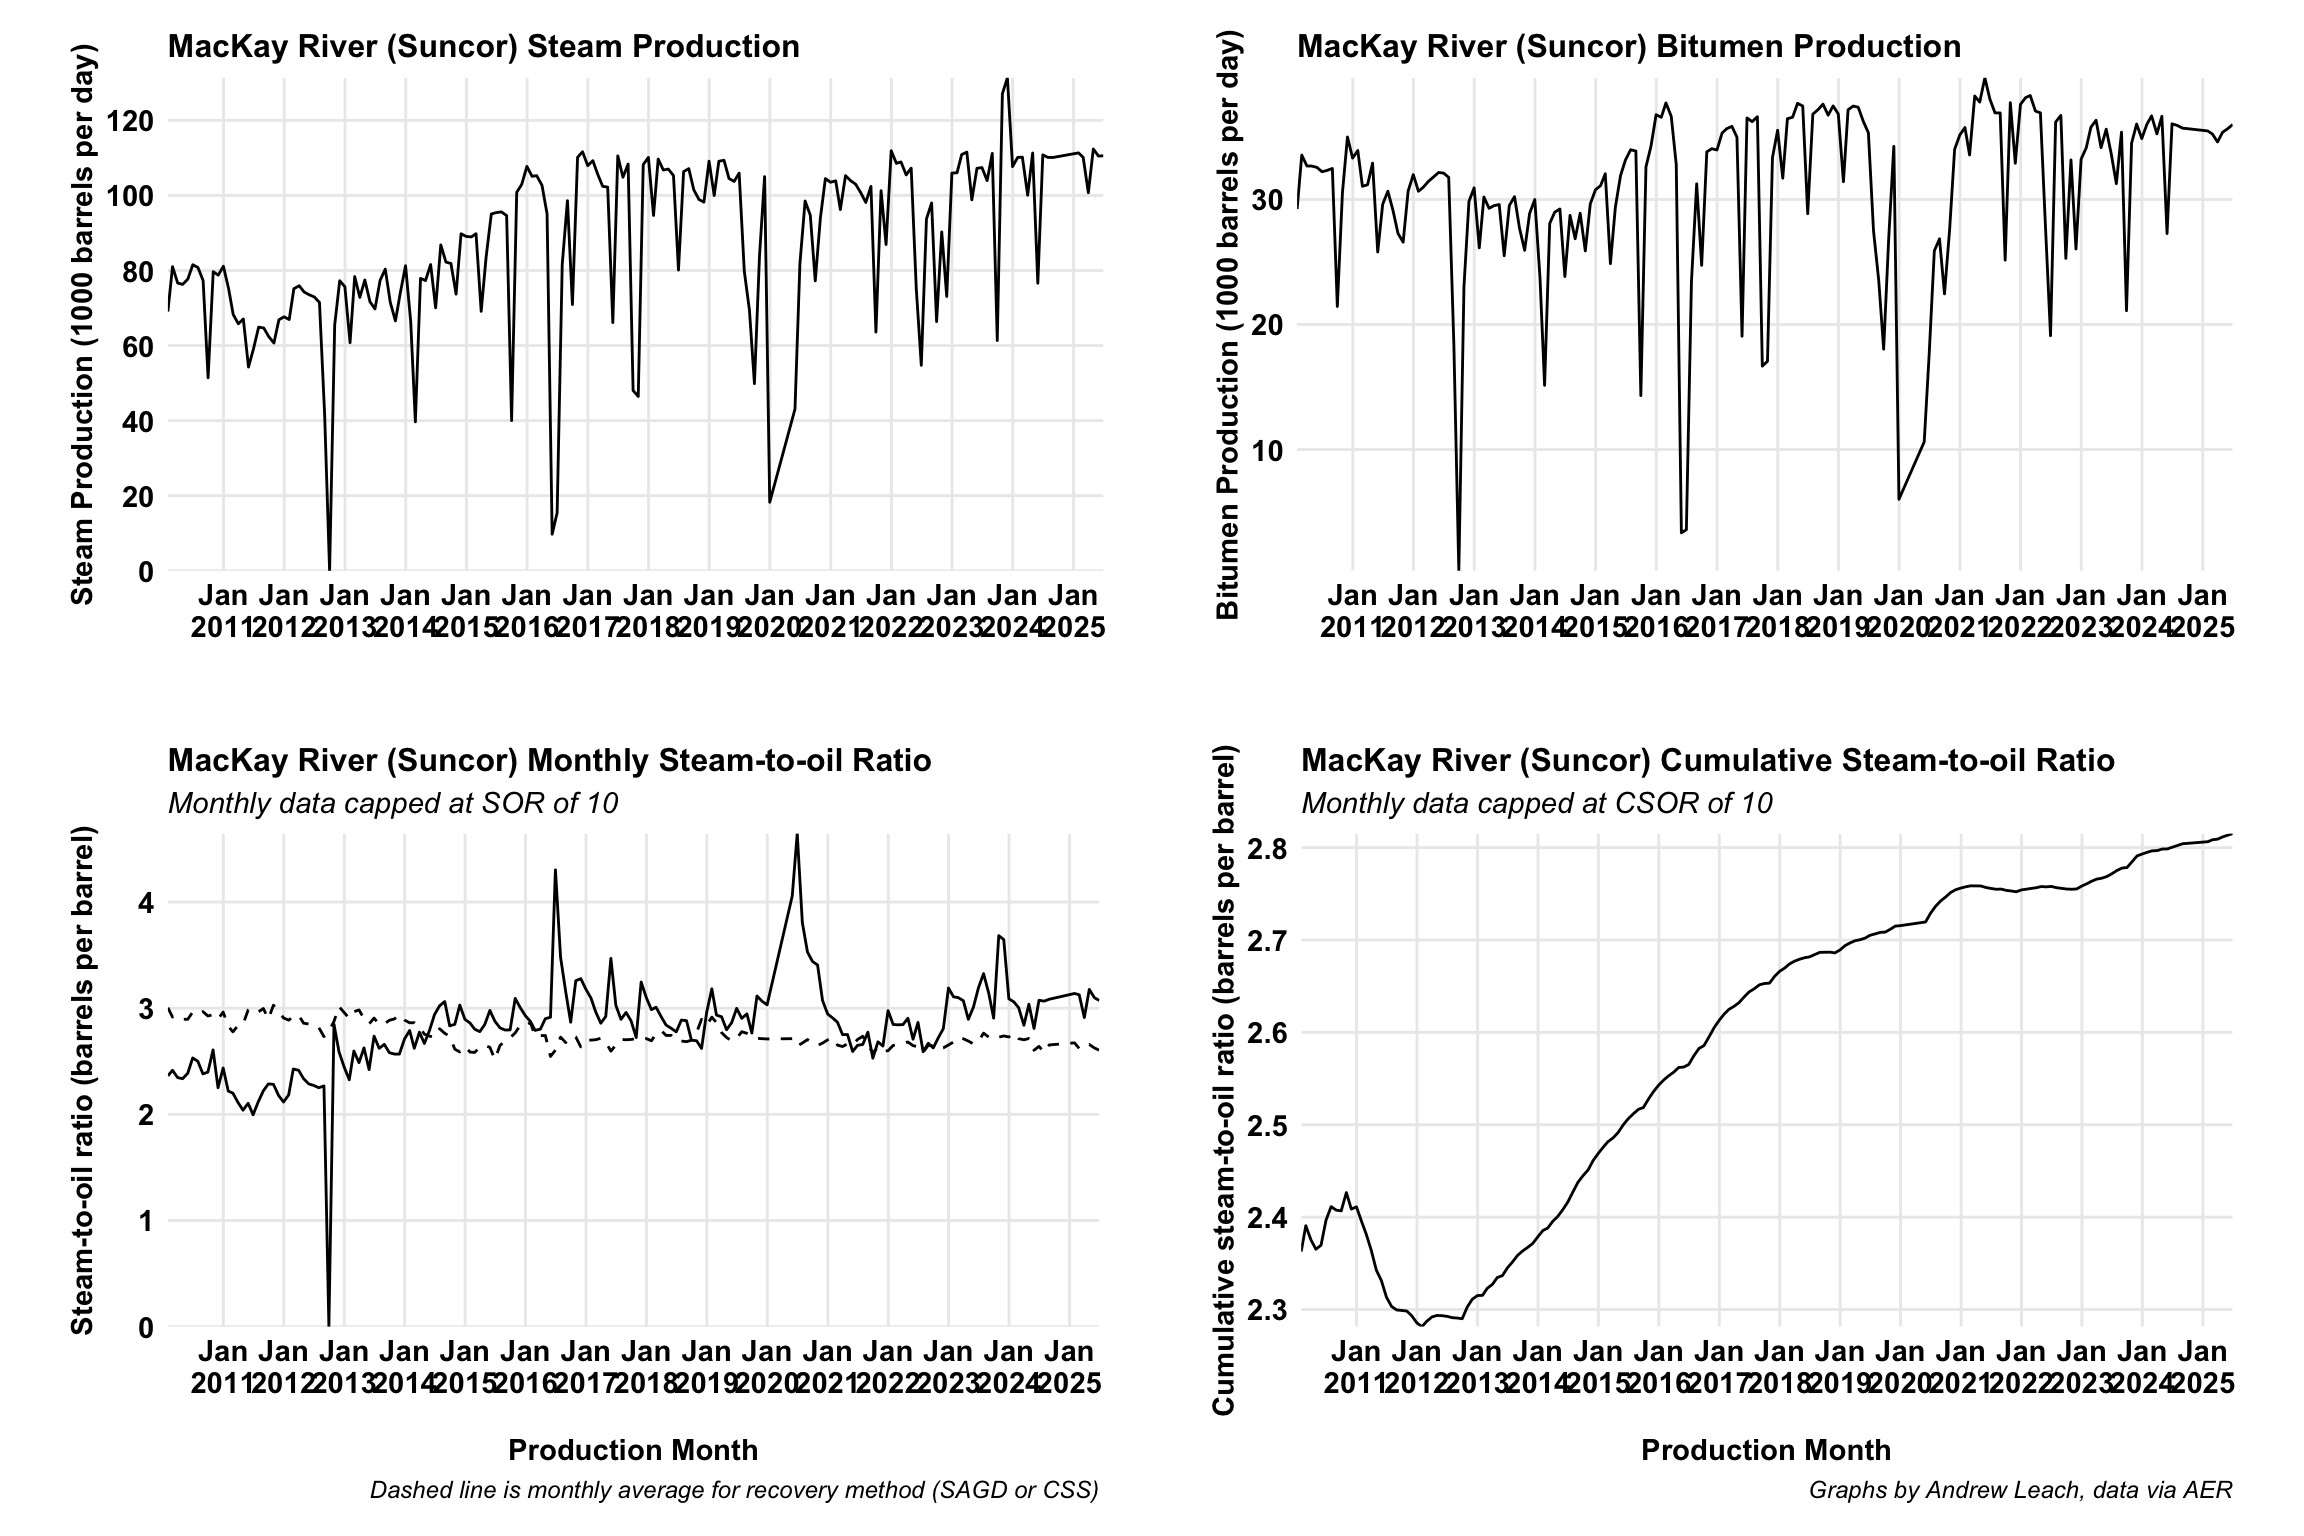 MacKay River (Suncor) Steam Production
Steam Production (1000 barrels per day)
120
100
80
60
40
20
0
Jan Jan Jan Jan Jan Jan Jan Jan Jan Jan Jan Jan Jan Jan Jan
2011 2012 2013 2014 2015 2016 2017 2018 2019 2020 2021 2022 2023 2024 2025
MacKay River (Suncor) Bitumen Production
Bitumen Production (1000 barrels per day)
30
20
10
Jan Jan Jan Jan Jan Jan Jan Jan Jan Jan Jan Jan Jan Jan Jan
2011 2012 2013 2014 2015 2016 2017 2018 2019 2020 2021 2022 2023 2024 2025
MacKay River (Suncor) Monthly Steam-to-oil Ratio
Monthly data capped at SOR of 10
Steam-to-oil ratio (barrels per barrel)
4
3
2
1
0
Jan Jan Jan Jan Jan Jan Jan Jan Jan Jan Jan Jan Jan Jan Jan
2011 2012 2013 2014 2015 2016 2017 2018 2019 2020 2021 2022 2023 2024 2025
Production Month
Dashed line is monthly average for recovery method (SAGD or CSS)
MacKay River (Suncor) Cumulative Steam-to-oil Ratio
Monthly data capped at CSOR of 10
Cumulative steam-to-oil ratio (barrels per barrel)
2.8
2.7
2.6
2.5
2.4
2.3
Jan Jan Jan Jan Jan Jan Jan Jan Jan Jan Jan Jan Jan Jan Jan
2011 2012 2013 2014 2015 2016 2017 2018 2019 2020 2021 2022 2023 2024 2025
Production Month
Graphs by Andrew Leach, data via AER